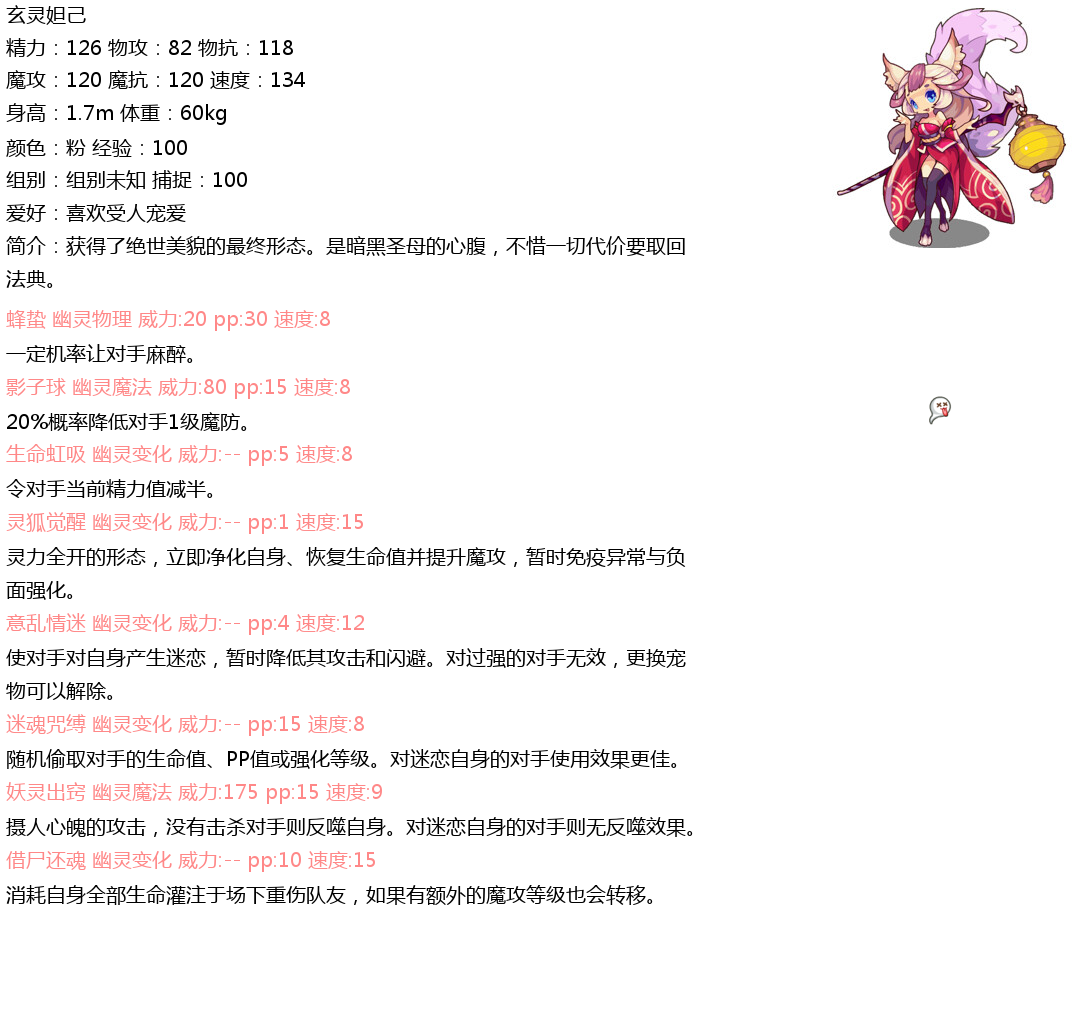 玄灵妲己
精力：126 物攻：82 物抗：118
魔攻：120 魔抗：120 速度：134
身高：1.7m 体重：60kg
颜色：粉 经验：100
组别：组别未知 捕捉：100
爱好：喜欢受人宠爱
简介：获得了绝世美貌的最终形态。是暗黑圣母的心腹，不惜一切代价要取回
法典。
蜂蛰 幽灵物理 威力:20 pp:30 速度:8
一定机率让对手麻醉。
影子球 幽灵魔法 威力:80 pp:15 速度:8
20%概率降低对手1级魔防。
生命虹吸 幽灵变化 威力:-- pp:5 速度:8
令对手当前精力值减半。
灵狐觉醒 幽灵变化 威力:-- pp:1 速度:15
灵力全开的形态，立即净化自身、恢复生命值并提升魔攻，暂时免疫异常与负
面强化。
意乱情迷 幽灵变化 威力:-- pp:4 速度:12
使对手对自身产生迷恋，暂时降低其攻击和闪避。对过强的对手无效，更换宠
物可以解除。
迷魂咒缚 幽灵变化 威力:-- pp:15 速度:8
随机偷取对手的生命值、PP值或强化等级。对迷恋自身的对手使用效果更佳。
妖灵出窍 幽灵魔法 威力:175 pp:15 速度:9
摄人心魄的攻击，没有击杀对手则反噬自身。对迷恋自身的对手则无反噬效果。
借尸还魂 幽灵变化 威力:-- pp:10 速度:15
消耗自身全部生命灌注于场下重伤队友，如果有额外的魔攻等级也会转移。